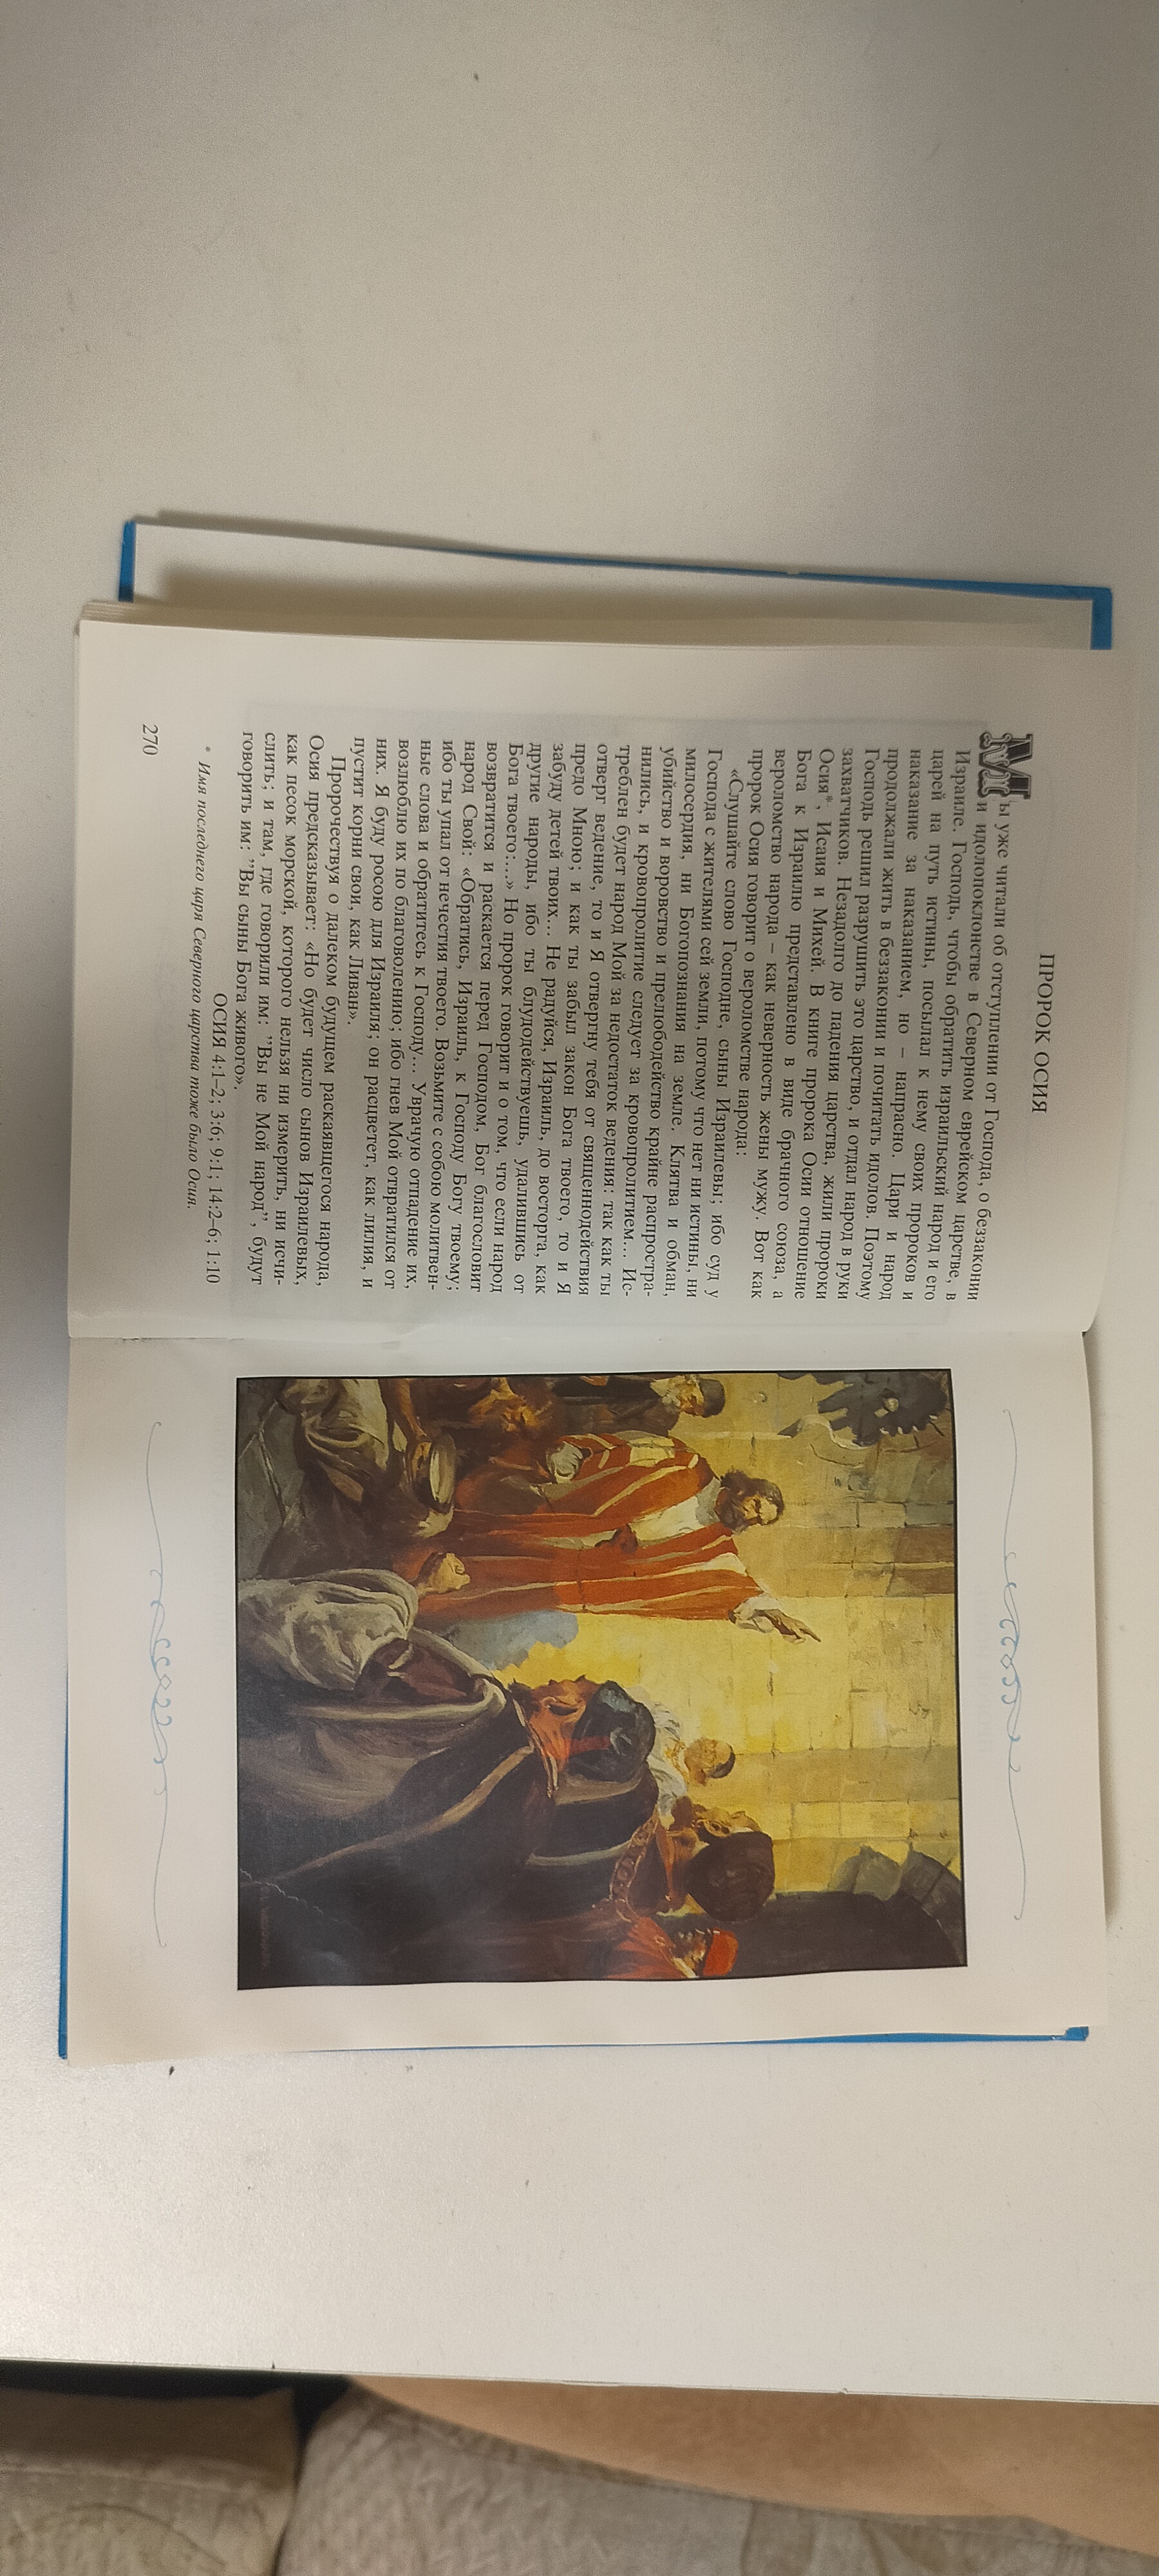 ПРОРОК ОСИЯ
Мы уже читали об отступлении от Господа, о беззаконии
и идолопоклонстве в Северном еврейском царстве, в
Израиле. Господь, чтобы обратить израильский народ и его
царей на путь истины, посылал к нему своих пророков и
наказание за наказанием, но – напрасно. Цари и народ
продолжали жить в беззаконии и почитать идолов. Поэтому
Господь решил разрушить это царство, и отдал народ в руки
захватчиков. Незадолго до падения царства, жили пророки
Осия*, Исаия и Михей. В книге пророка Осии отношение
Бога к Израилю представлено в виде брачного союза, а
вероломство народа – как неверность жены мужу. Вот как
пророк Осия говорит о вероломстве народа:
«Слушайте слово Господне, сыны Израилевы; ибо суд у
Господа с жителями сей земли, потому что нет ни истины, ни
милосердия, ни Богопознания на земле. Клятва и обман,
убийство и воровство и прелюбодейство крайне распростра-
нились, и кровопролитие следует за кровопролитием... Ис-
треблен будет народ Мой за недостаток ведения: так как ты
отверг ведение, то и Я отвергну тебя от священнодействия
предо Мною; и как ты забыл закон Бога твоего, то и Я
забуду детей твоих... Не радуйся, Израиль, до восторга, как
другие народы, ибо ты блудодействуешь, удалившись от
Бога твоего:...» Но пророк говорит и о том, что если народ
возвратится и раскается перед Господом, Бог благословит
народ Свой: «Обратись, Израиль, к Господу Богу твоему;
ибо ты упал от нечестия твоего. Возьмите с собою молитвен-
ные слова и обратитесь к Господу... Уврачую отпадение их,
возлюблю их по благоволению; ибо гнев Мой отвратился от
них. Я буду росою для Израиля; он расцветет, как лилия, и
пустит корни свои, как Ливан».
Пророчествуя о далеком будущем раскаявшегося народа,
Осия предсказывает: «Но будет число сынов Израилевых,
как песок морской, которого нельзя ни измерить, ни исчи-
слить; и там, где говорили им: ”Вы не Мой народ”, будут
говорить им: ”Вы сыны Бога живого».
ОСИЯ 4:1–2; 3:6; 9:1; 14:2–6; 1:10
* Имя последнего царя Северного царства тоже было Осия.
270